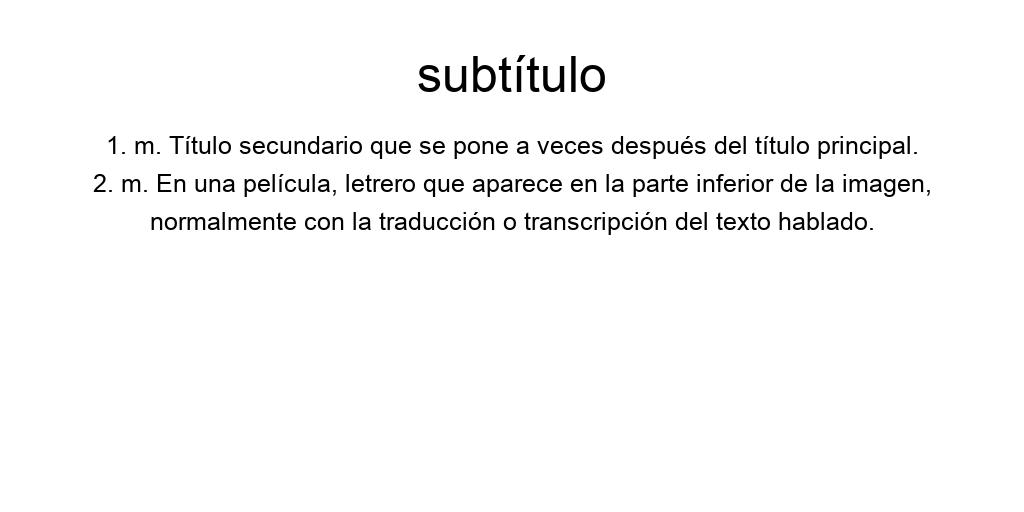 subtítulo
1. m. Título secundario que se pone a veces después del título principal.
2. m. En una película, letrero que aparece en la parte inferior de la imagen,
normalmente con la traducción o transcripción del texto hablado.